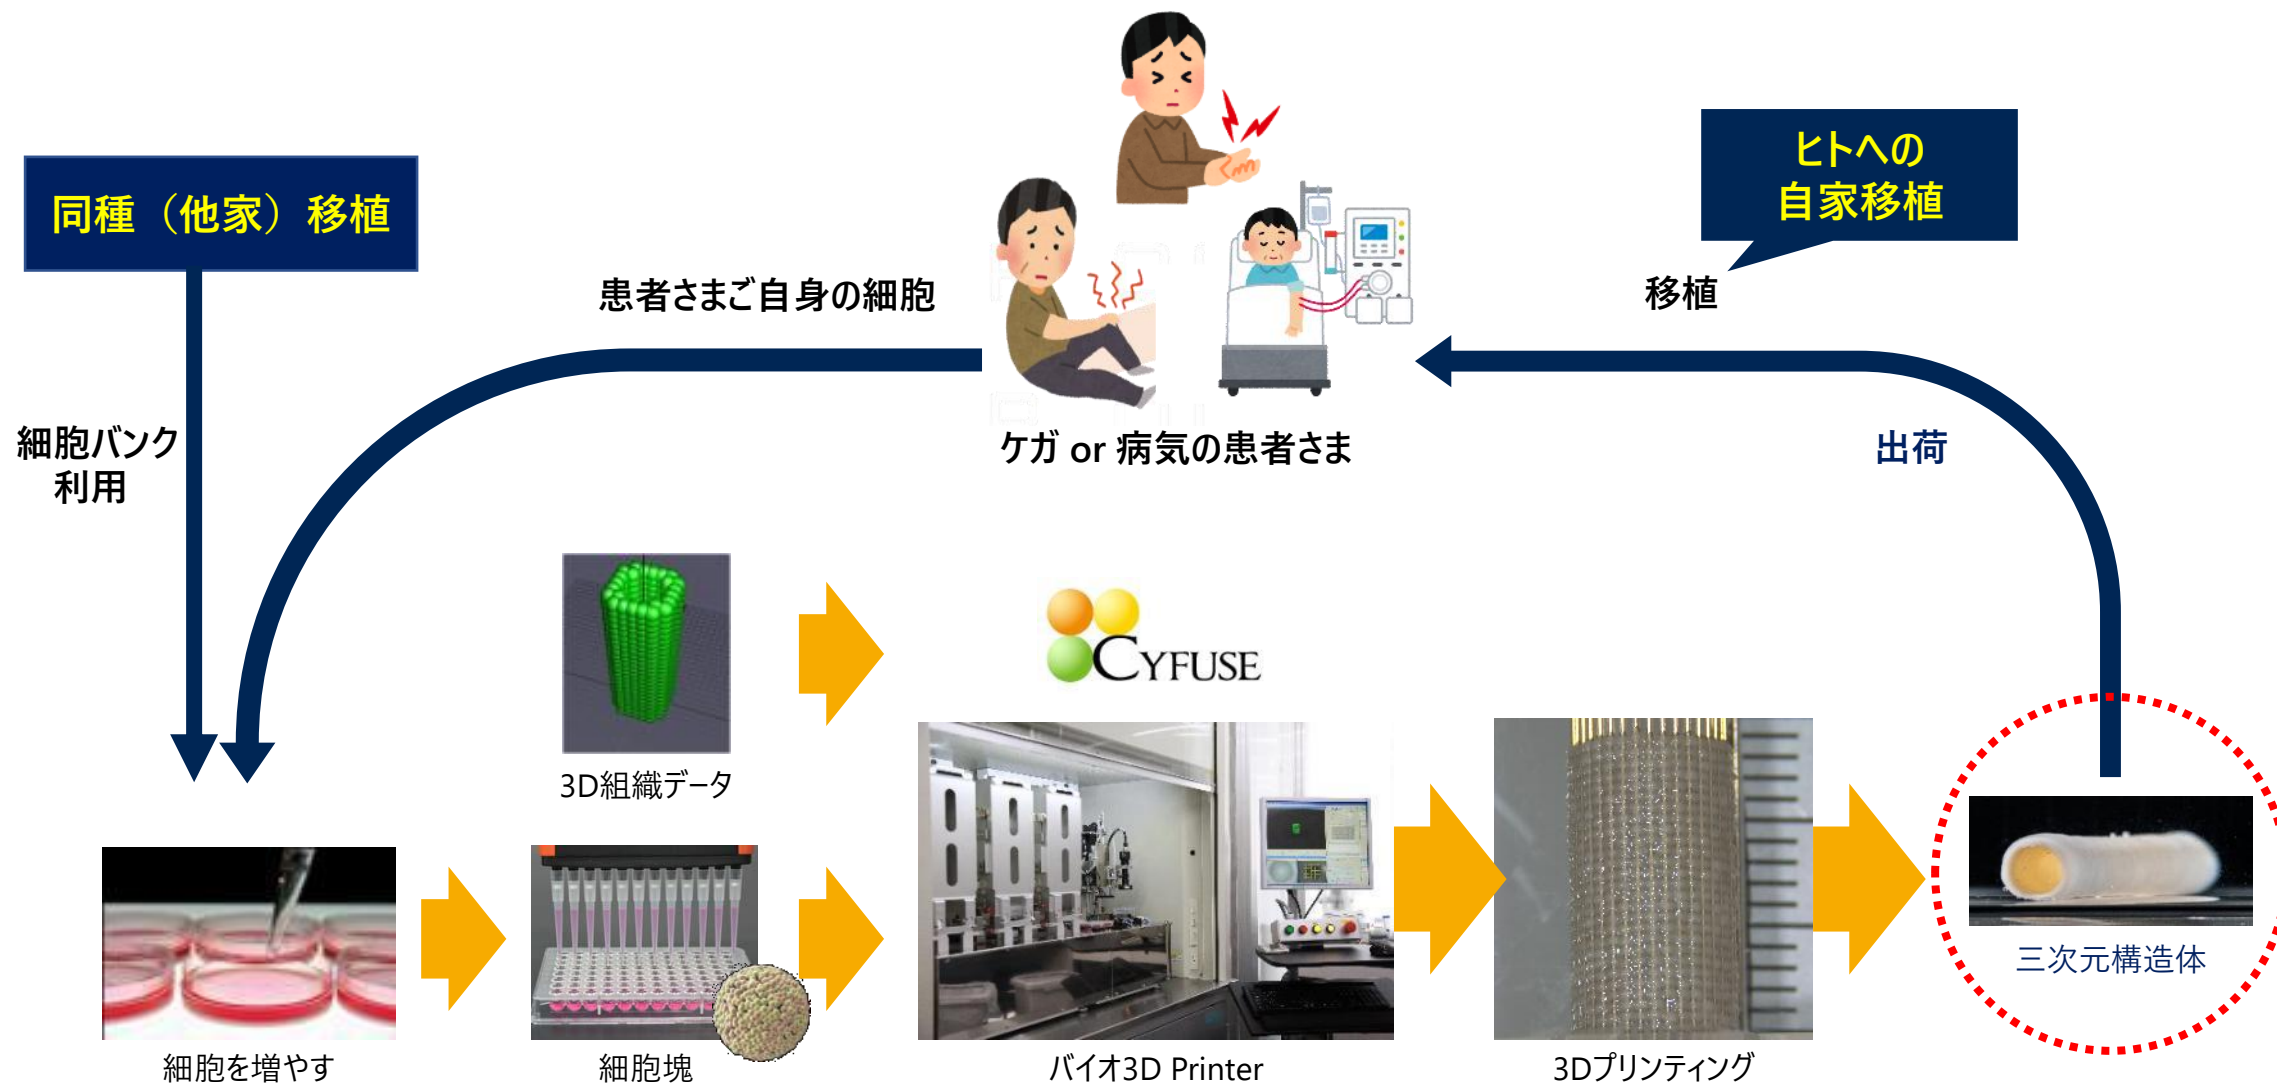 同種（他家）移植
ヒトへの
自家移植
患者さまご自身の細胞
移植
細胞バンク
利用
ケガ or 病気の患者さま
出荷
CYFUSE
3D組織データ
三次元構造体
細胞を増やす
細胞塊
バイオ3D Printer
3Dプリンティング